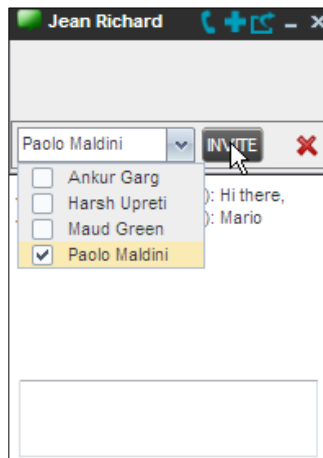 Jean Richard
Paolo Maldini INVITE
Ankur Garg
Harsh Upreti
Maud Green
Paolo Maldini
): Hi there,
): Mario